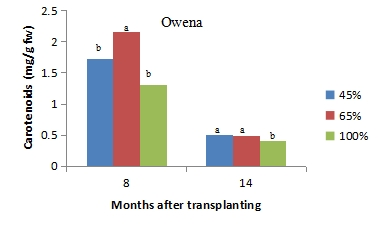 Owena
Carotenoids (mg/g fw)
2.5
2
1.5
1
0.5
0
b
a
b
a
a
b
8
14
Months after transplanting
45%
65%
100%